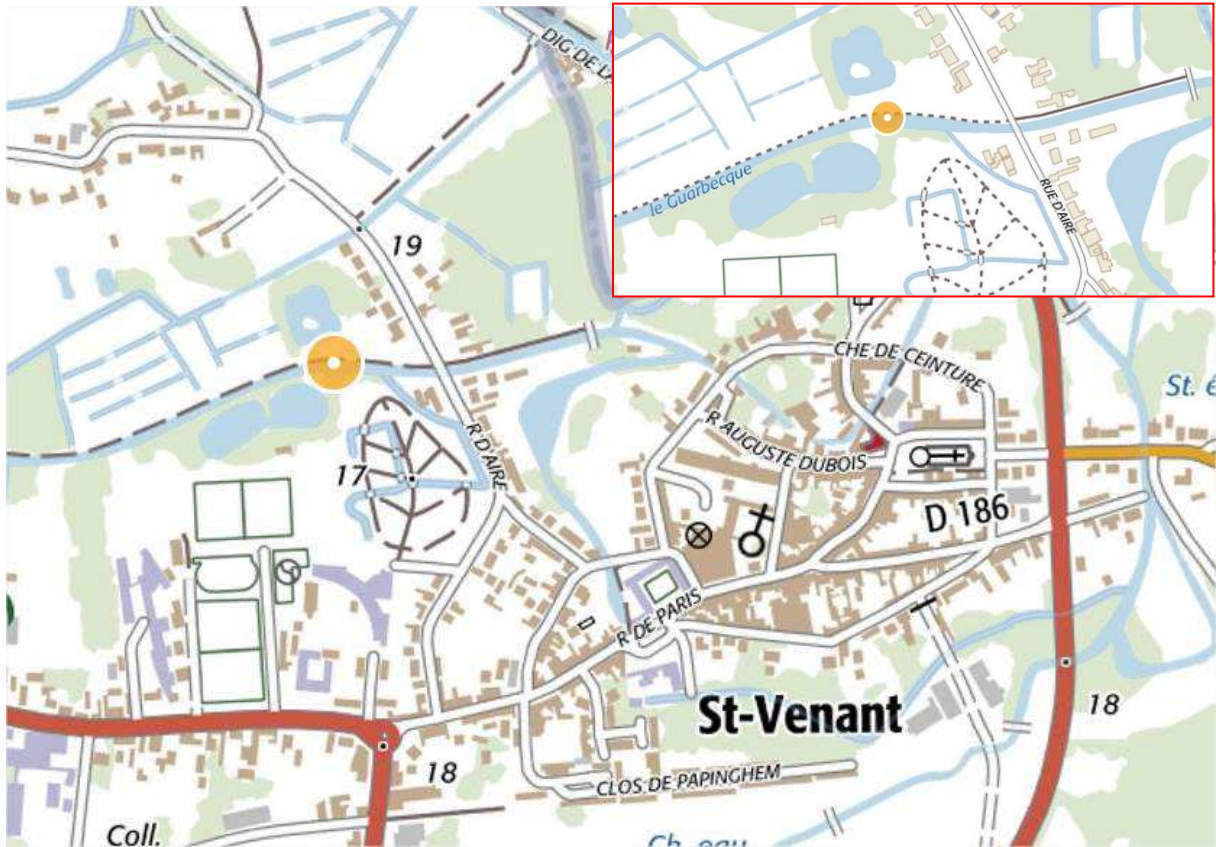 DIG.DE L'A
le Guarbecque
RUE D'AIRE
19
CHE DE CEINTURE
St. é
R AUGUSTE DUBOIS
R D'AIRE
17
D 186
R DE PARIS
St-Venant
18
18
CLOS DE PAPINGHEM
Coll.
Ch. eau